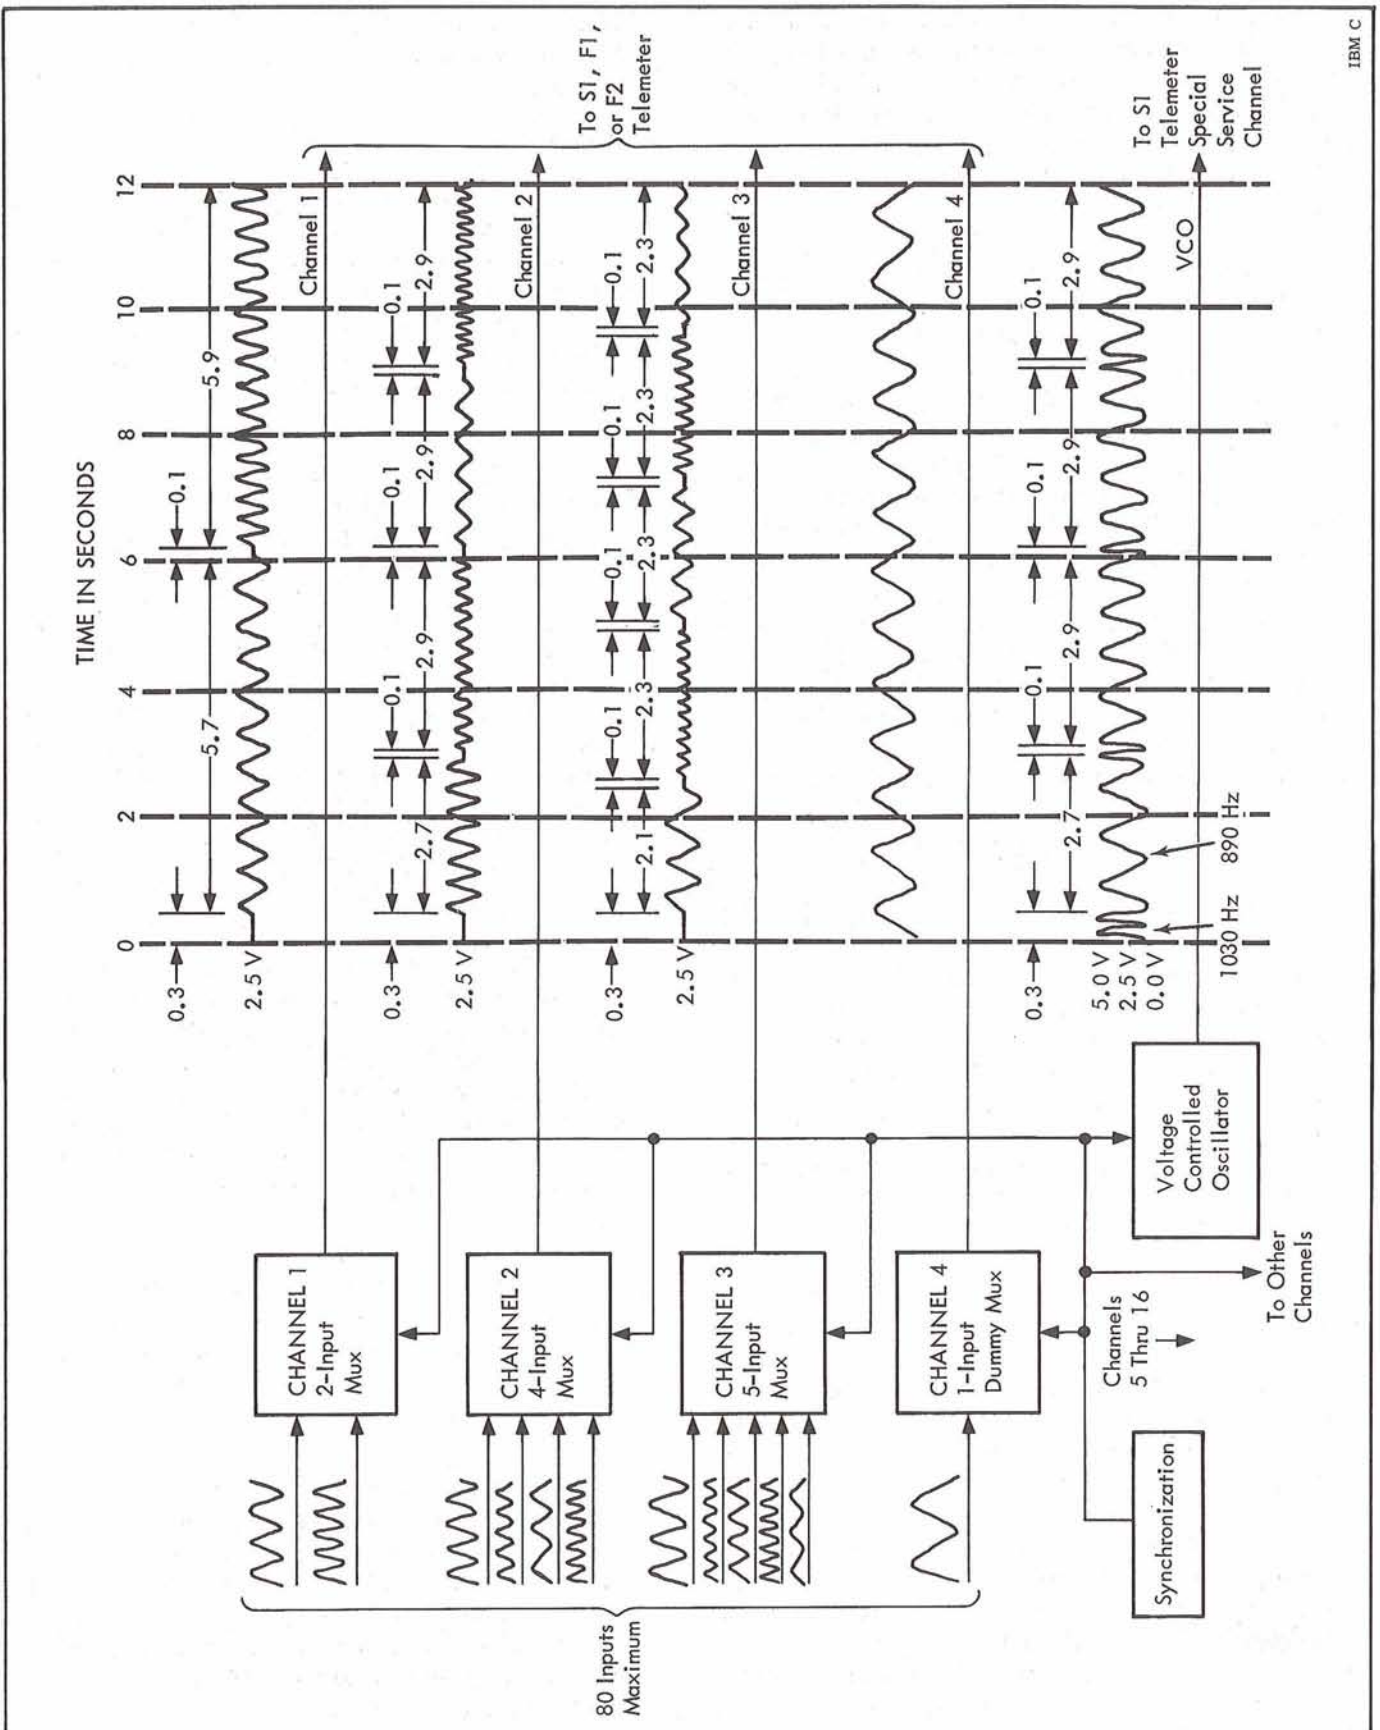 IBM C
TIME IN SECONDS
0
2
4
6
8
10
12
0.3
5.7
0.1
5.9
2.5 V
Channel 1
0.3
2.7
0.1
2.9
0.1
2.9
0.1
2.9
2.5 V
Channel 2
0.3
2.1
0.1
2.3
0.1
2.3
0.1
2.3
0.1
2.3
2.5 V
Channel 3
Channel 4
To S1, F1,
or F2
Telemeter
0.3
2.7
0.1
2.9
0.1
2.9
0.1
2.9
5.0 V
2.5 V
0.0 V
1030 Hz
890 Hz
VCO
To S1
Telemeter
Special
Service
Channel
80 Inputs
Maximum
CHANNEL 1
2-Input
Mux
CHANNEL 2
4-Input
Mux
CHANNEL 3
5-Input
Mux
CHANNEL 4
1-Input
Dummy Mux
Synchronization
Channels
5 Thru 16
To Other
Channels
Voltage
Controlled
Oscillator